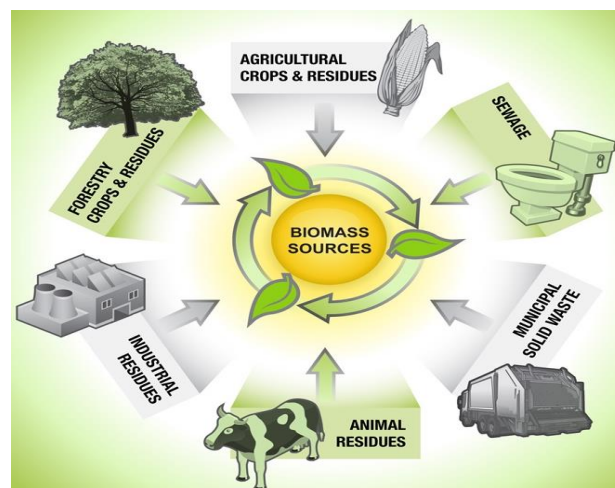 AGRICULTURAL
CROPS & RESIDUES
SEWAGE
FORESTRY
CROPS & RESIDUES
BIOMASS
SOURCES
MUNICIPAL
SOLID WASTE
INDUSTRIAL
RESIDUES
ANIMAL
RESIDUES